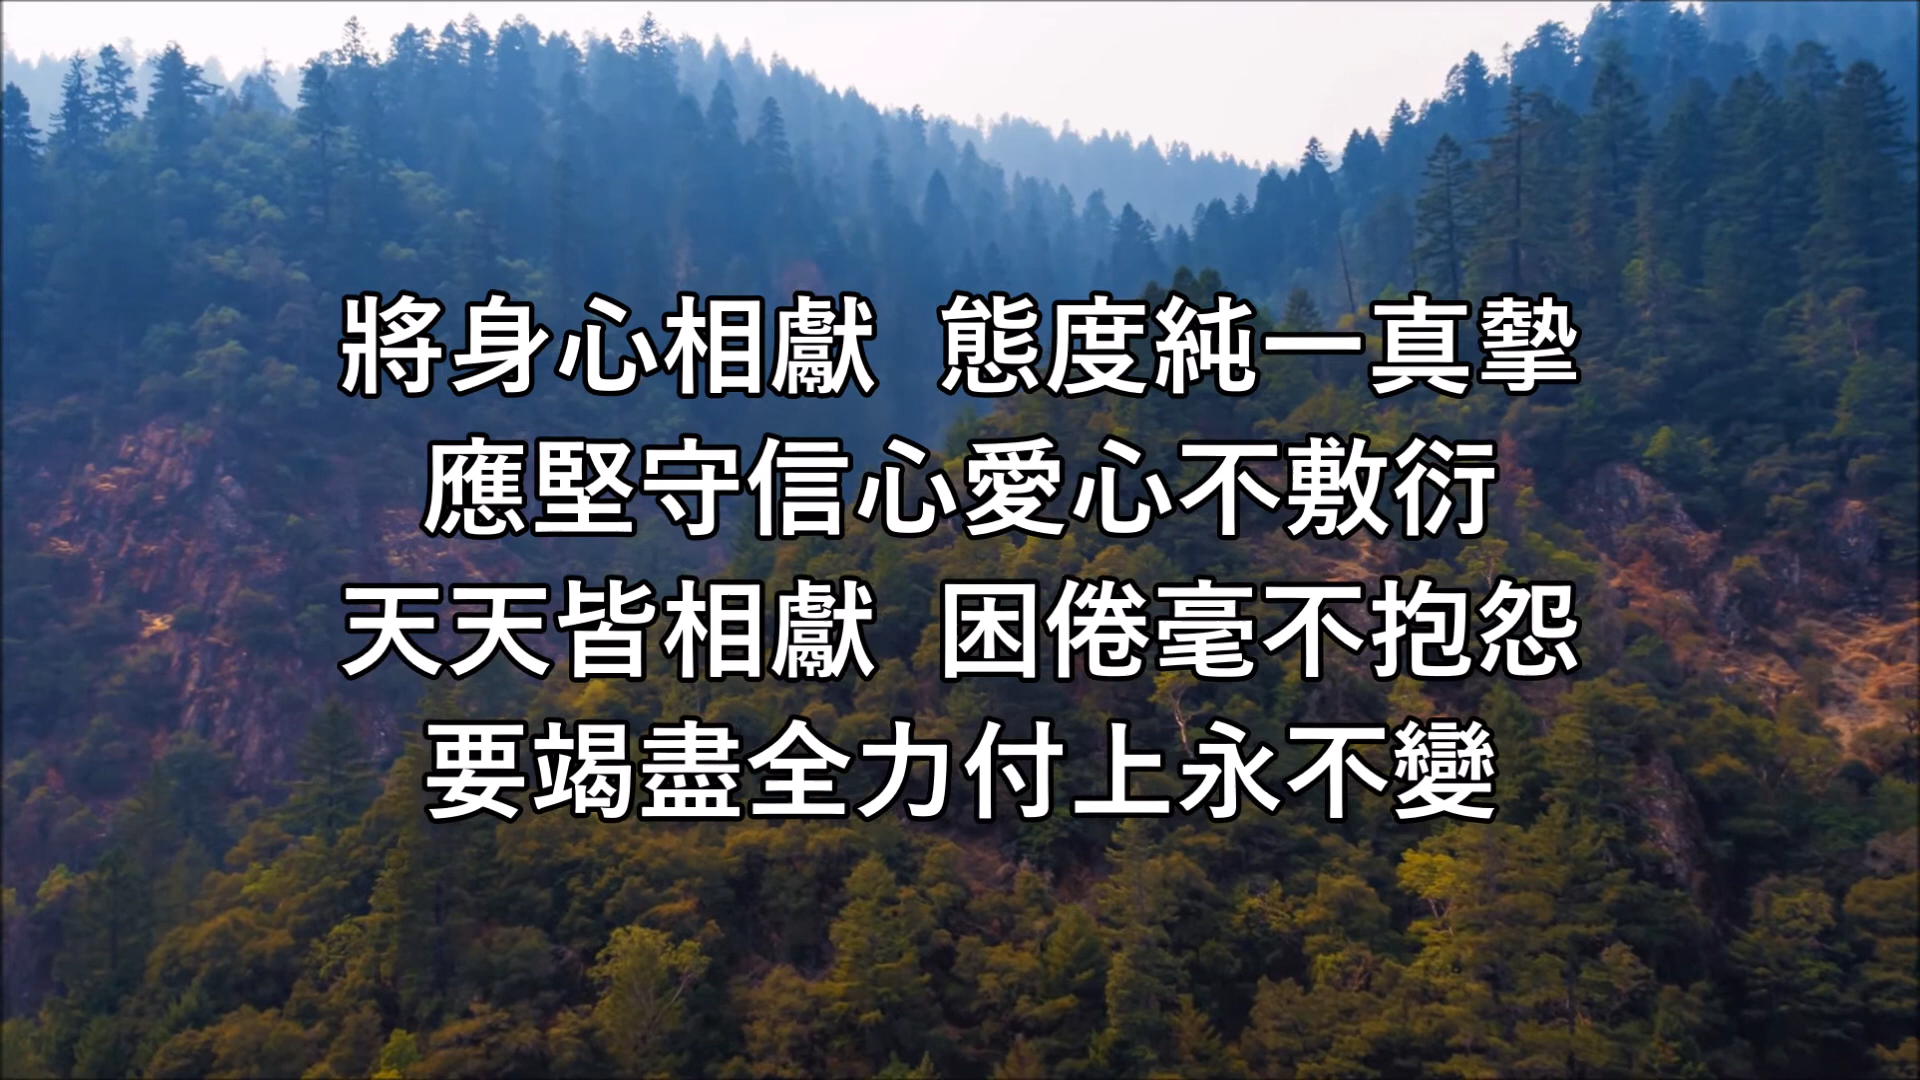 將身心相獻 態度純一真摯
應堅守信心愛心不敷衍
天天皆相獻 困倦毫不抱怨
要竭盡全力付上永不變